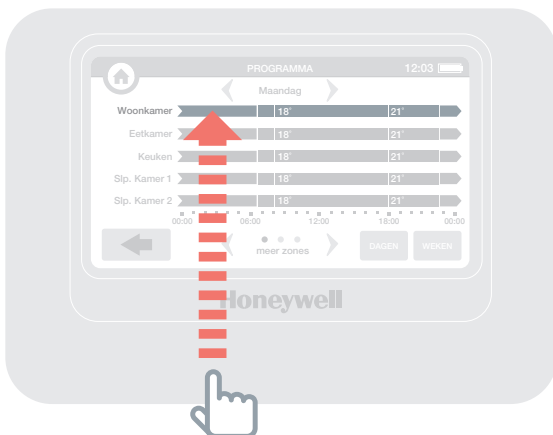 PROGRAMMA 12:03
Maandag
Woonkamer 18° 21°
Eetkamer 18° 21°
Keuken 18° 21°
Slp. Kamer 1 18° 21°
Slp. Kamer 2 18° 21°
00:00 06:00 12:00 18:00 00:00
meer zones DAGEN WEKEN
Honeywell